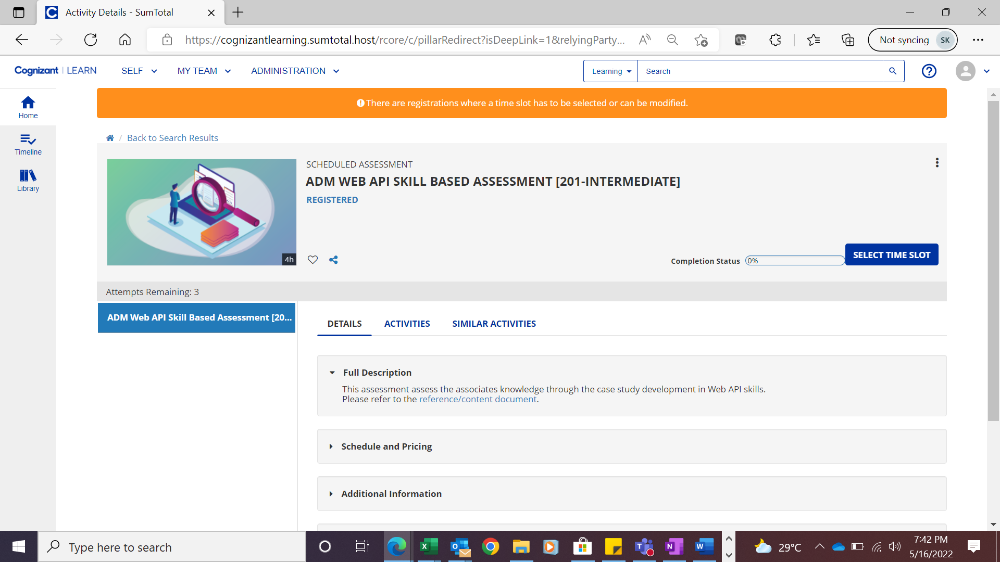 Activity Details - SumTotal
https://cognizantlearning.sumtotal.host/rcore/c/pillarRedirect?isDeepLink=1&relyingParty...
Not syncing SK
Cognizant | LEARN SELF MY TEAM ADMINISTRATION Learning Search
Home
Timeline
Library
There are registrations where a time slot has to be selected or can be modified.
/ Back to Search Results
SCHEDULED ASSESSMENT
ADM WEB API SKILL BASED ASSESSMENT [201-INTERMEDIATE]
REGISTERED
4h
Completion Status 0% SELECT TIME SLOT
Attempts Remaining: 3
ADM Web API Skill Based Assessment [20...
DETAILS ACTIVITIES SIMILAR ACTIVITIES
Full Description
This assessment assess the associates knowledge through the case study development in Web API skills.
Please refer to the reference/content document.
Schedule and Pricing
Additional Information
Type here to search
29°C
7:42 PM
5/16/2022